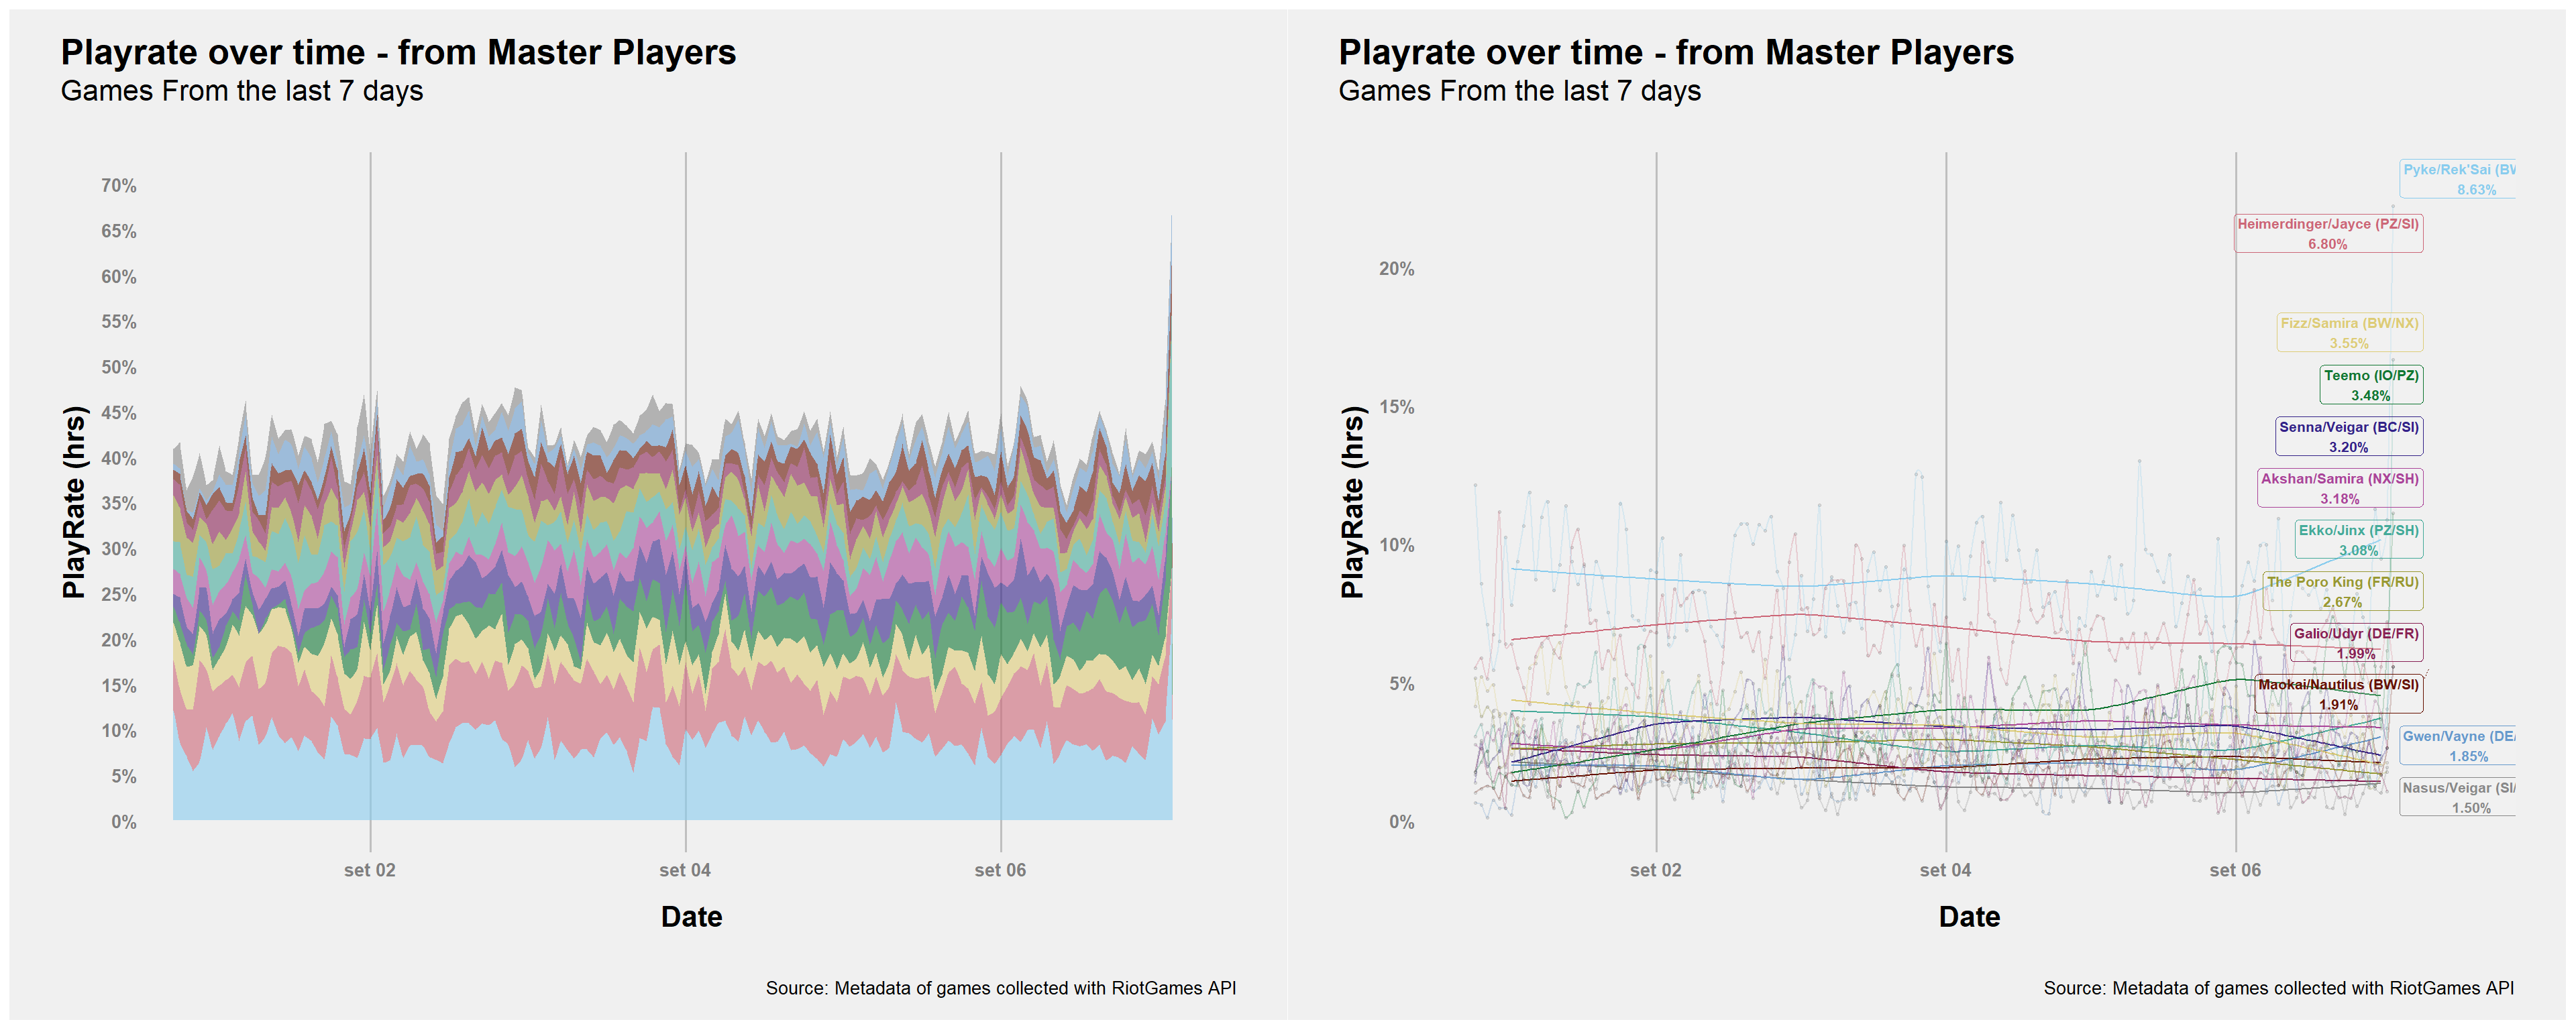 Playrate over time - from Master Players
Games From the last 7 days
PlayRate (hrs)
70%
65%
60%
55%
50%
45%
40%
35%
30%
25%
20%
15%
10%
5%
0%
set 02
set 04
set 06
Date
Source: Metadata of games collected with RiotGames API
Playrate over time - from Master Players
Games From the last 7 days
PlayRate (hrs)
20%
15%
10%
5%
0%
Pyke/Rek'Sai (BW
8.63%
Heimerdinger/Jayce (PZ/SI)
6.80%
Fizz/Samira (BW/NX)
3.55%
Teemo (IO/PZ)
3.48%
Senna/Veigar (BC/SI)
3.20%
Akshan/Samira (NX/SH)
3.18%
Ekko/Jinx (PZ/SH)
3.08%
The Poro King (FR/RU)
2.67%
Galio/Udyr (DE/FR)
1.99%
Maokai/Nautilus (BW/SI)
1.91%
Gwen/Vayne (DE/
1.85%
Nasus/Veigar (SI/
1.50%
set 02
set 04
set 06
Date
Source: Metadata of games collected with RiotGames API